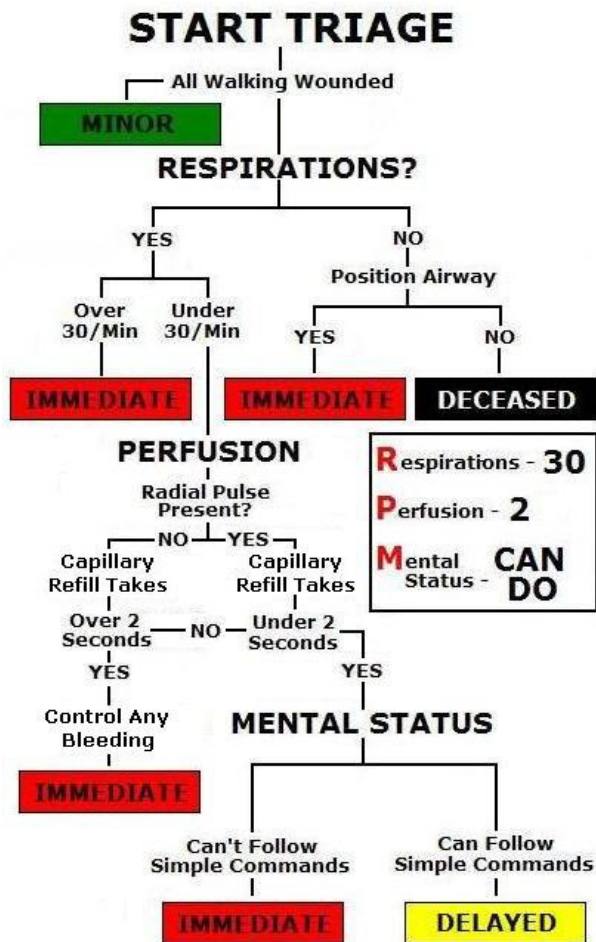 START TRIAGE
All Walking Wounded
MINOR
RESPIRATIONS?
YES
NO
Position Airway
Over
30/Min
Under
30/Min
YES
NO
IMMEDIATE
IMMEDIATE
DECEASED
PERFUSION
Radial Pulse
Present?
NO
YES
Capillary
Refill Takes
Capillary
Refill Takes
Over 2
Seconds
NO
Under 2
Seconds
YES
YES
Control Any
Bleeding
IMMEDIATE
Respirations - 30
Perfusion - 2
Mental
Status -
CAN
DO
MENTAL STATUS
Can't Follow
Simple Commands
Can Follow
Simple Commands
IMMEDIATE
DELAYED